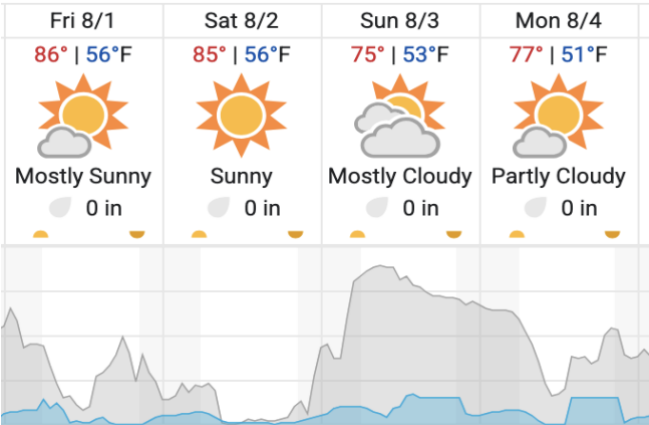 Fri 8/1 Sat 8/2 Sun 8/3 Mon 8/4
86° | 56°F 85° | 56°F 75° | 53°F 77° | 51°F
Mostly Sunny Sunny Mostly Cloudy Partly Cloudy
0 in 0 in 0 in 0 in